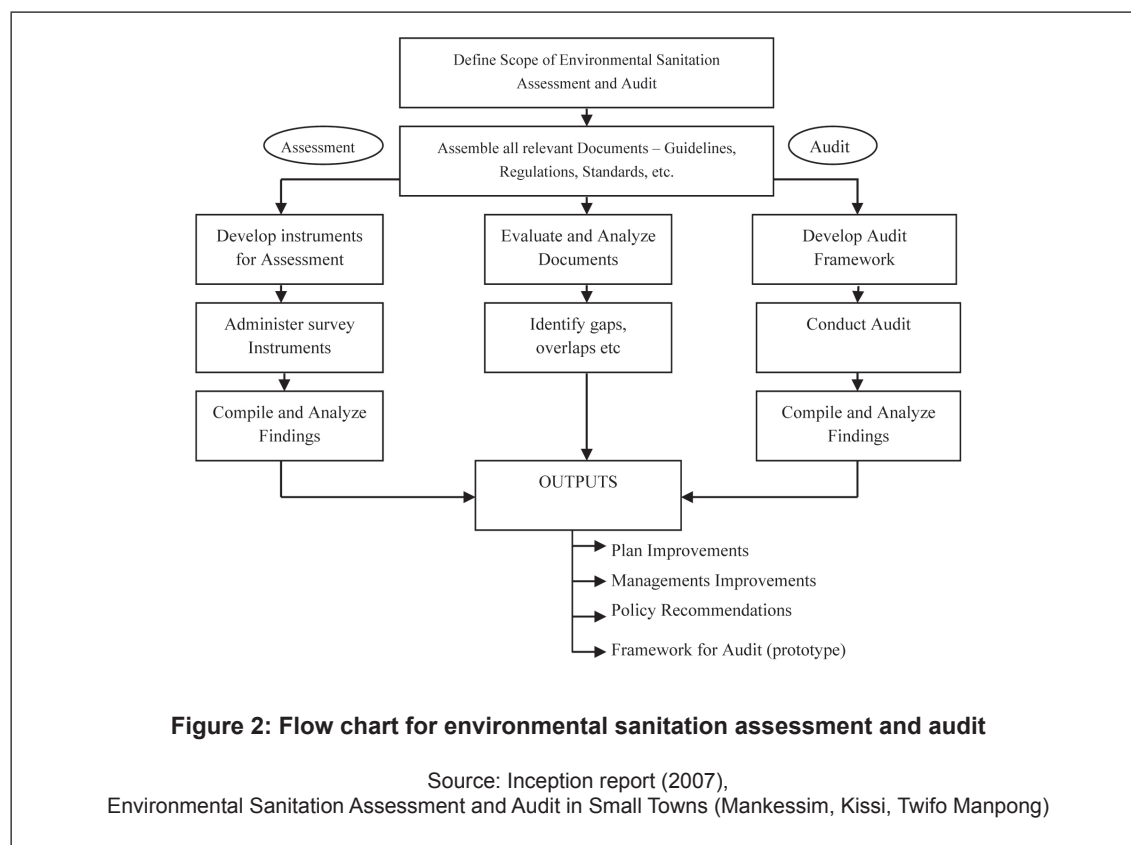 Define Scope of Environmental Sanitation
Assessment and Audit
Assessment
Assemble all relevant Documents – Guidelines,
Regulations, Standards, etc.
Audit
Develop instruments
for Assessment
Evaluate and Analyze
Documents
Develop Audit
Framework
Administer survey
Instruments
Identify gaps,
overlaps etc
Conduct Audit
Compile and Analyze
Findings
Compile and Analyze
Findings
OUTPUTS
Plan Improvements
Managements Improvements
Policy Recommendations
Framework for Audit (prototype)
Figure 2: Flow chart for environmental sanitation assessment and audit
Source: Inception report (2007),
Environmental Sanitation Assessment and Audit in Small Towns (Mankessim, Kissi, Twifo Manpong)